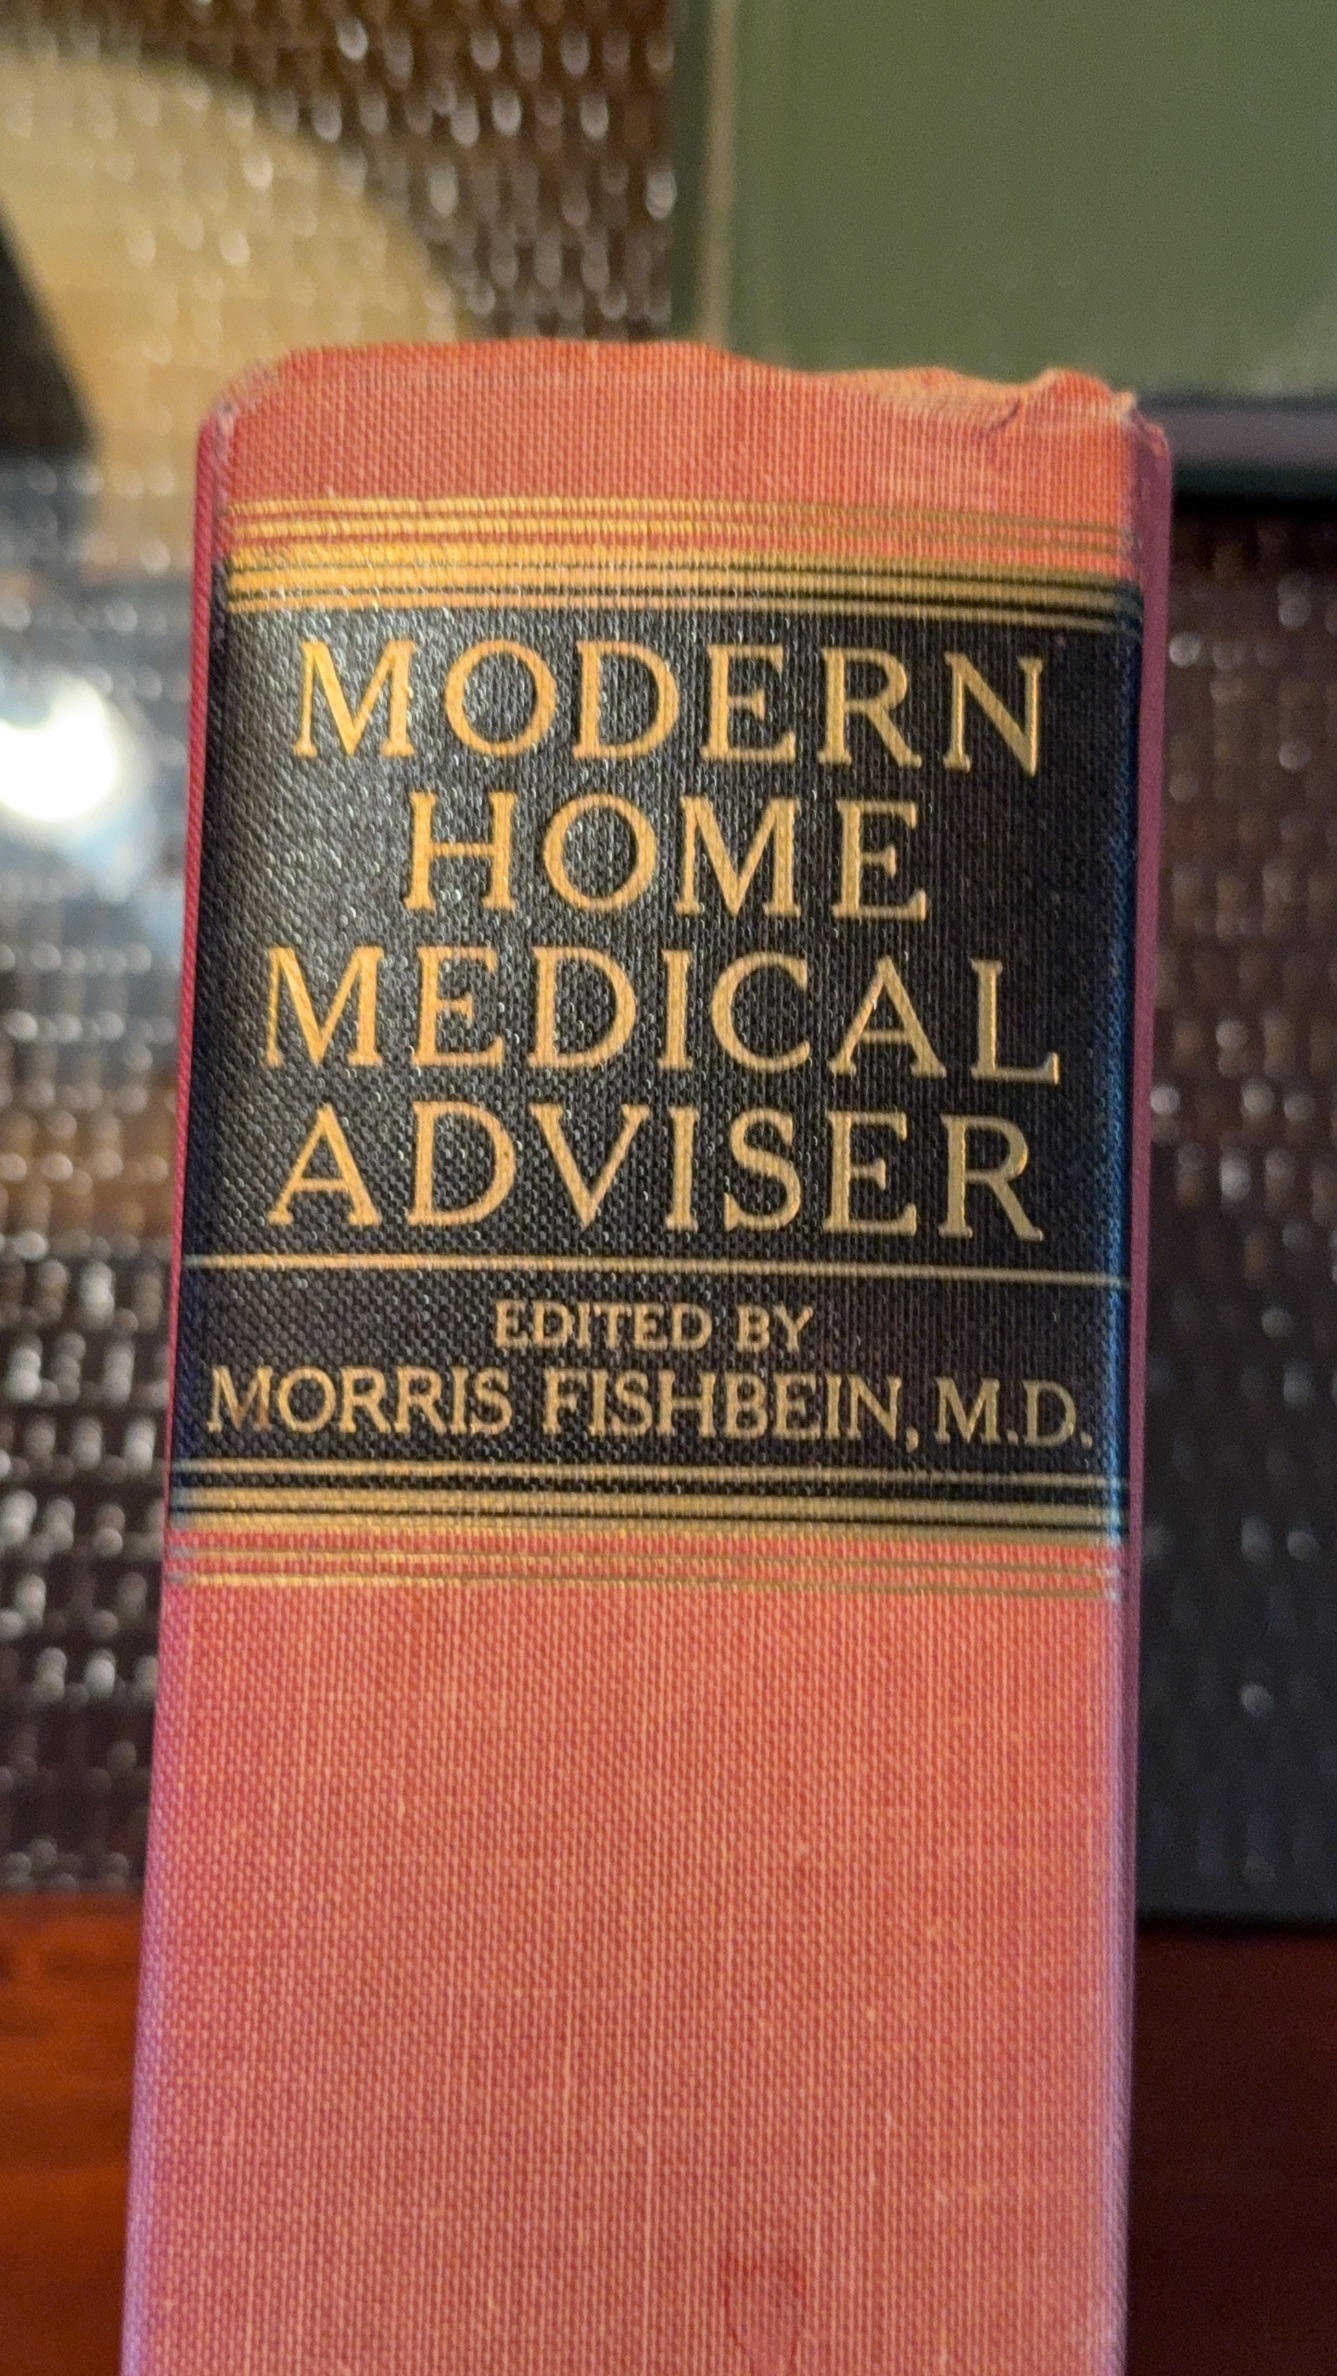 MODERN
HOME
MEDICAL
ADVISER
EDITED BY
MORRIS FISHBEIN, M.D.